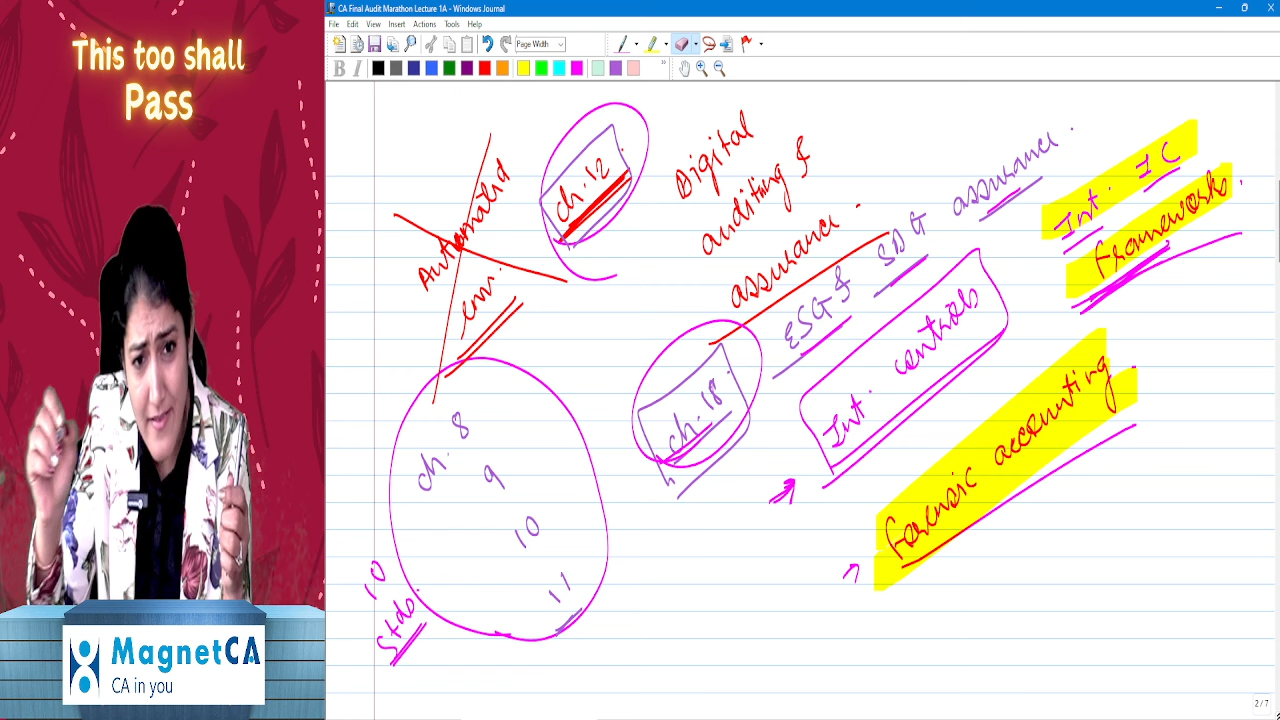 This too shall
Pass
MagnetCA
CA in you
CA Final Audit Marathon Lecture 1A - Windows Journal
File Edit View Insert Actions Tools Help
Page Width
B I
Automated
env.
ch. 12.
Digital
auditing &
assurance.
ESG & SDG assurance.
Int. IC
Frameworks.
ch. 18.
Int. controls
Forensic accounting.
ch. 8
9
10
11
10
Stds.
2 / 7